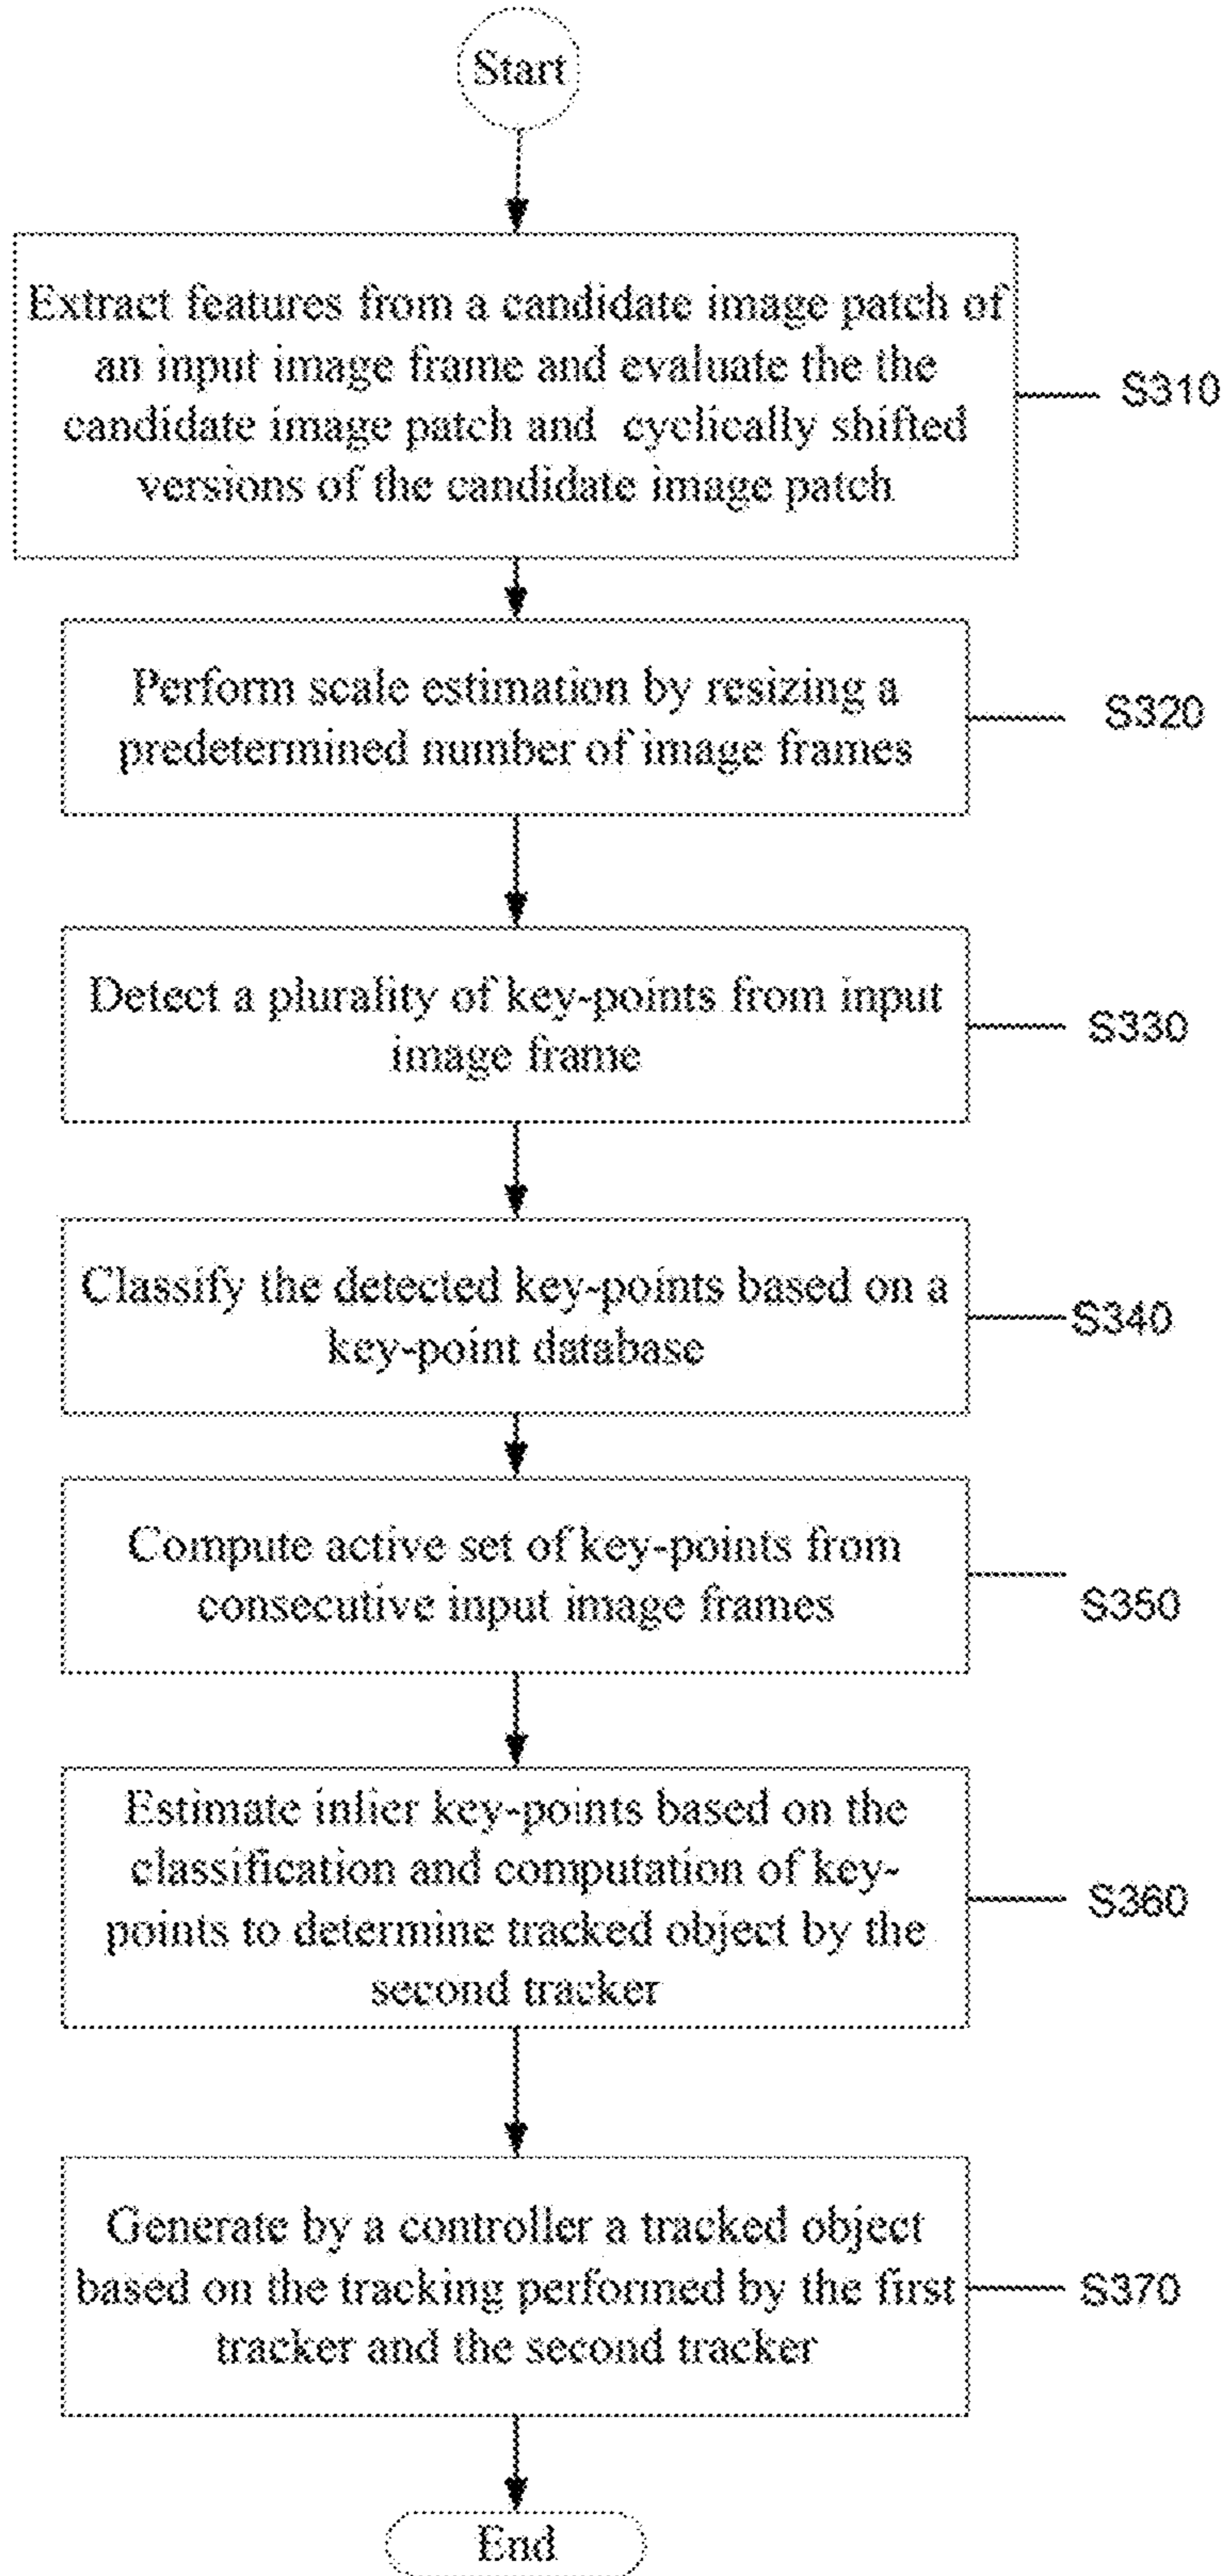 Start
Extract features from a candidate image patch of
an input image frame and evaluate the the
candidate image patch and cyclically shifted
versions of the candidate image patch
S310
Perform scale estimation by resizing a
predetermined number of image frames
S320
Detect a plurality of key-points from input
image frame
S330
Classify the detected key-points based on a
key-point database
S340
Compute active set of key-points from
consecutive input image frames
S350
Estimate inlier key-points based on the
classification and computation of key-
points to determine tracked object by the
second tracker
S360
Generate by a controller a tracked object
based on the tracking performed by the first
tracker and the second tracker
S370
End